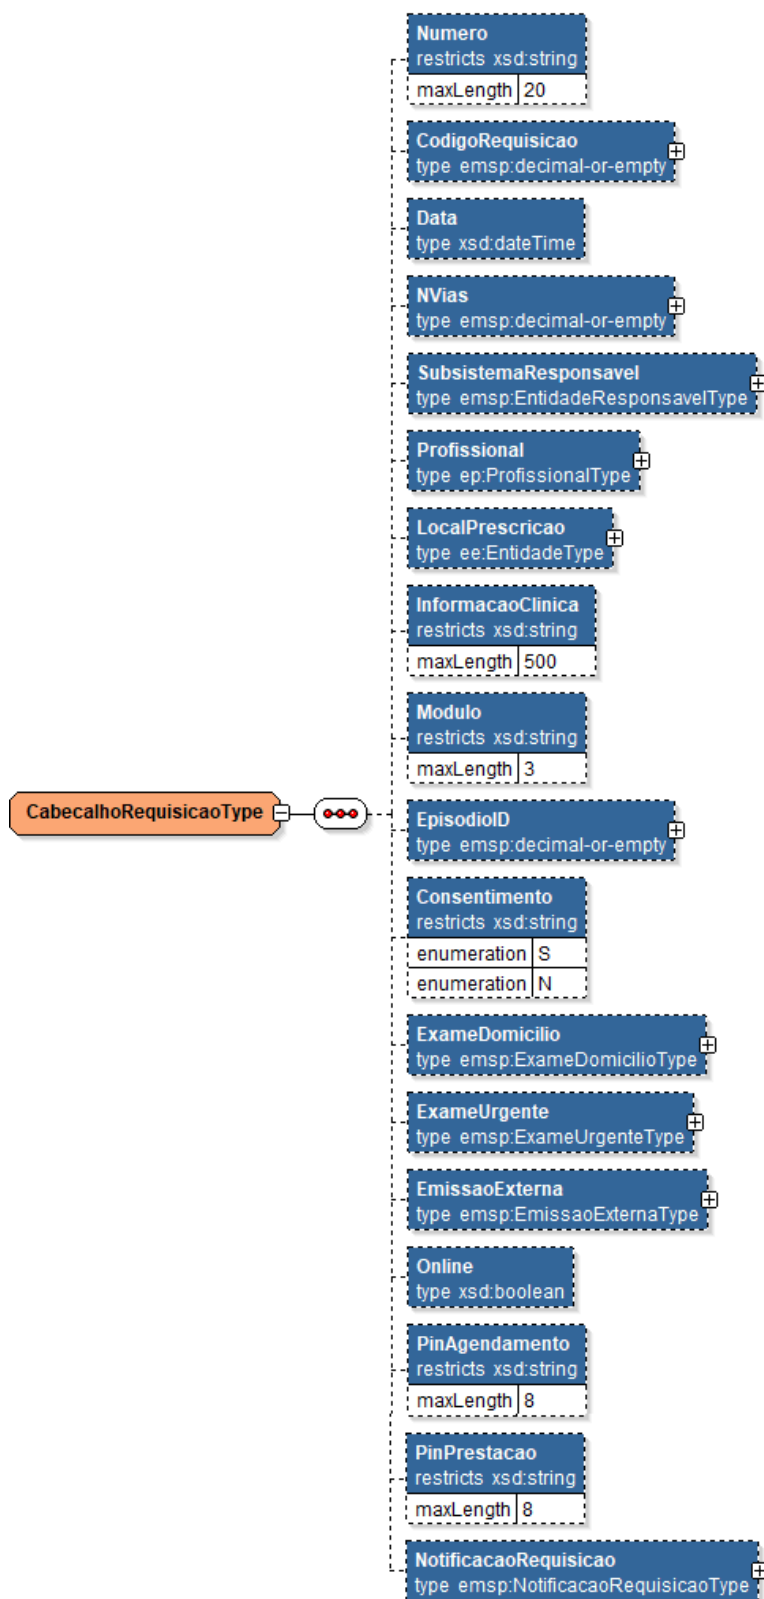 Numero
restricts xsd:string
maxLength 20
CodigoRequisicao
type emsp:decimal-or-empty
Data
type xsd:dateTime
NVias
type emsp:decimal-or-empty
SubsistemaResponsavel
type emsp:EntidadeResponsavelType
Profissional
type ep:ProfissionalType
LocalPrescricao
type ee:EntidadeType
InformacaoClinica
restricts xsd:string
maxLength 500
Modulo
restricts xsd:string
maxLength 3
CabecalhoRequisicaoType
EpisodioID
type emsp:decimal-or-empty
Consentimento
restricts xsd:string
enumeration S
enumeration N
ExameDomicilio
type emsp:ExameDomicilioType
ExameUrgente
type emsp:ExameUrgenteType
EmissaoExterna
type emsp:EmissaoExternaType
Online
type xsd:boolean
PinAgendamento
restricts xsd:string
maxLength 8
PinPrestacao
restricts xsd:string
maxLength 8
NotificacaoRequisicao
type emsp:NotificacaoRequisicaoType